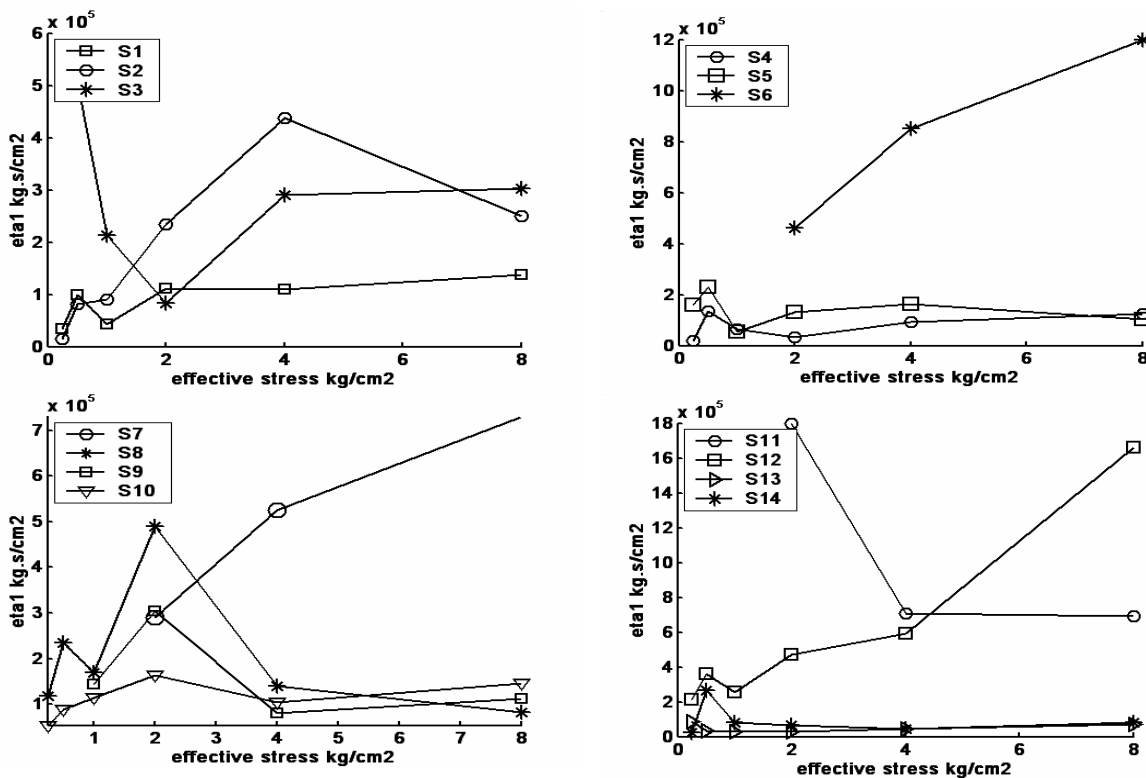 x 10^5
6
5
4
3
2
1
0
0 2 4 6 8
S1
S2
S3
eta1 kg.s/cm2
effective stress kg/cm2
x 10^5
12
10
8
6
4
2
0
0 2 4 6 8
S4
S5
S6
eta1 kg.s/cm2
effective stress kg/cm2
x 10^5
7
6
5
4
3
2
1
1 2 3 4 5 6 7 8
S7
S8
S9
S10
eta1 kg.s/cm2
effective stress kg/cm2
x 10^5
18
16
14
12
10
8
6
4
2
0
0 2 4 6 8
S11
S12
S13
S14
eta1 kg.s/cm2
effective stress kg/cm2